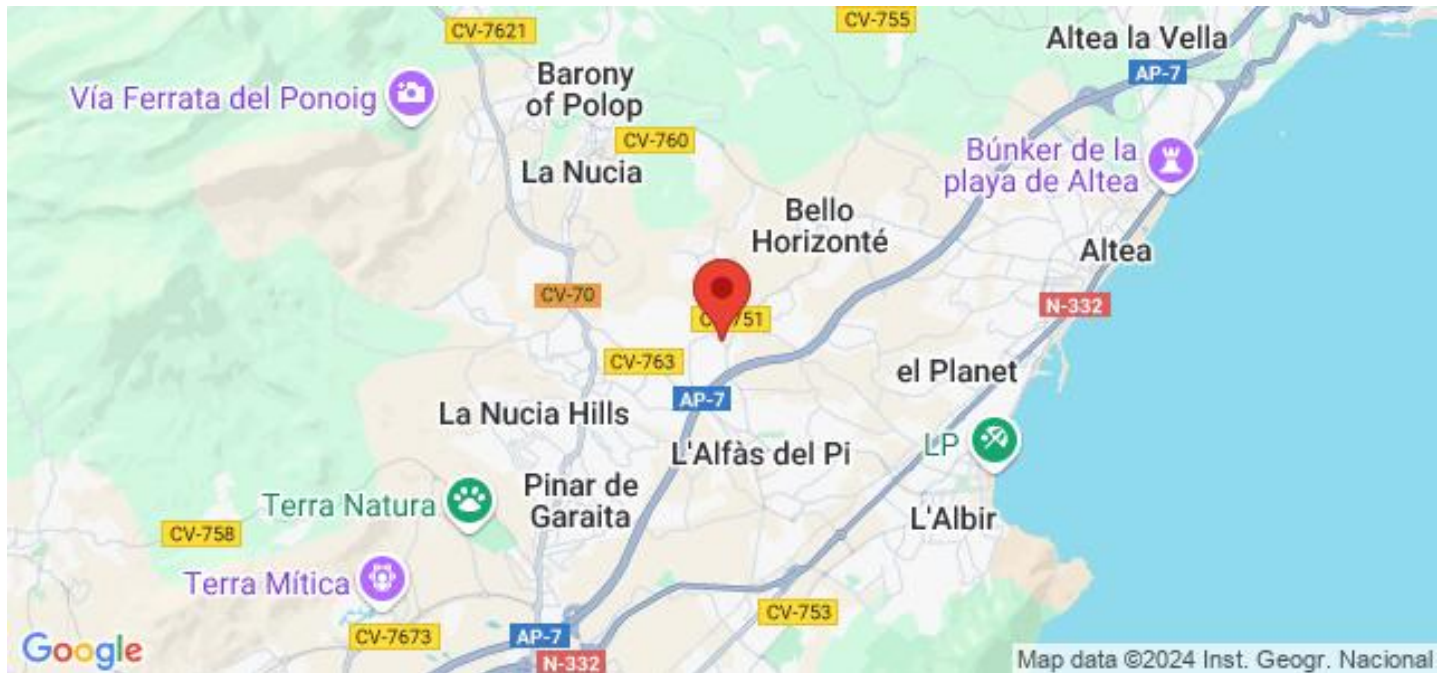 CV-7621
CV-755
Altea la Vella
AP-7
Vía Ferrata del Ponoig
Barony
of Polop
CV-760
La Nucia
Búnker de la
playa de Altea
Bello
Horizonté
Altea
CV-70
N-332
CV-763
el Planet
AP-7
La Nucia Hills
LP
L'Alfàs del Pi
Terra Natura
Pinar de
Garaita
L'Albir
CV-758
Terra Mítica
CV-753
CV-7673
AP-7
N-332
Google
Map data ©2024 Inst. Geogr. Nacional